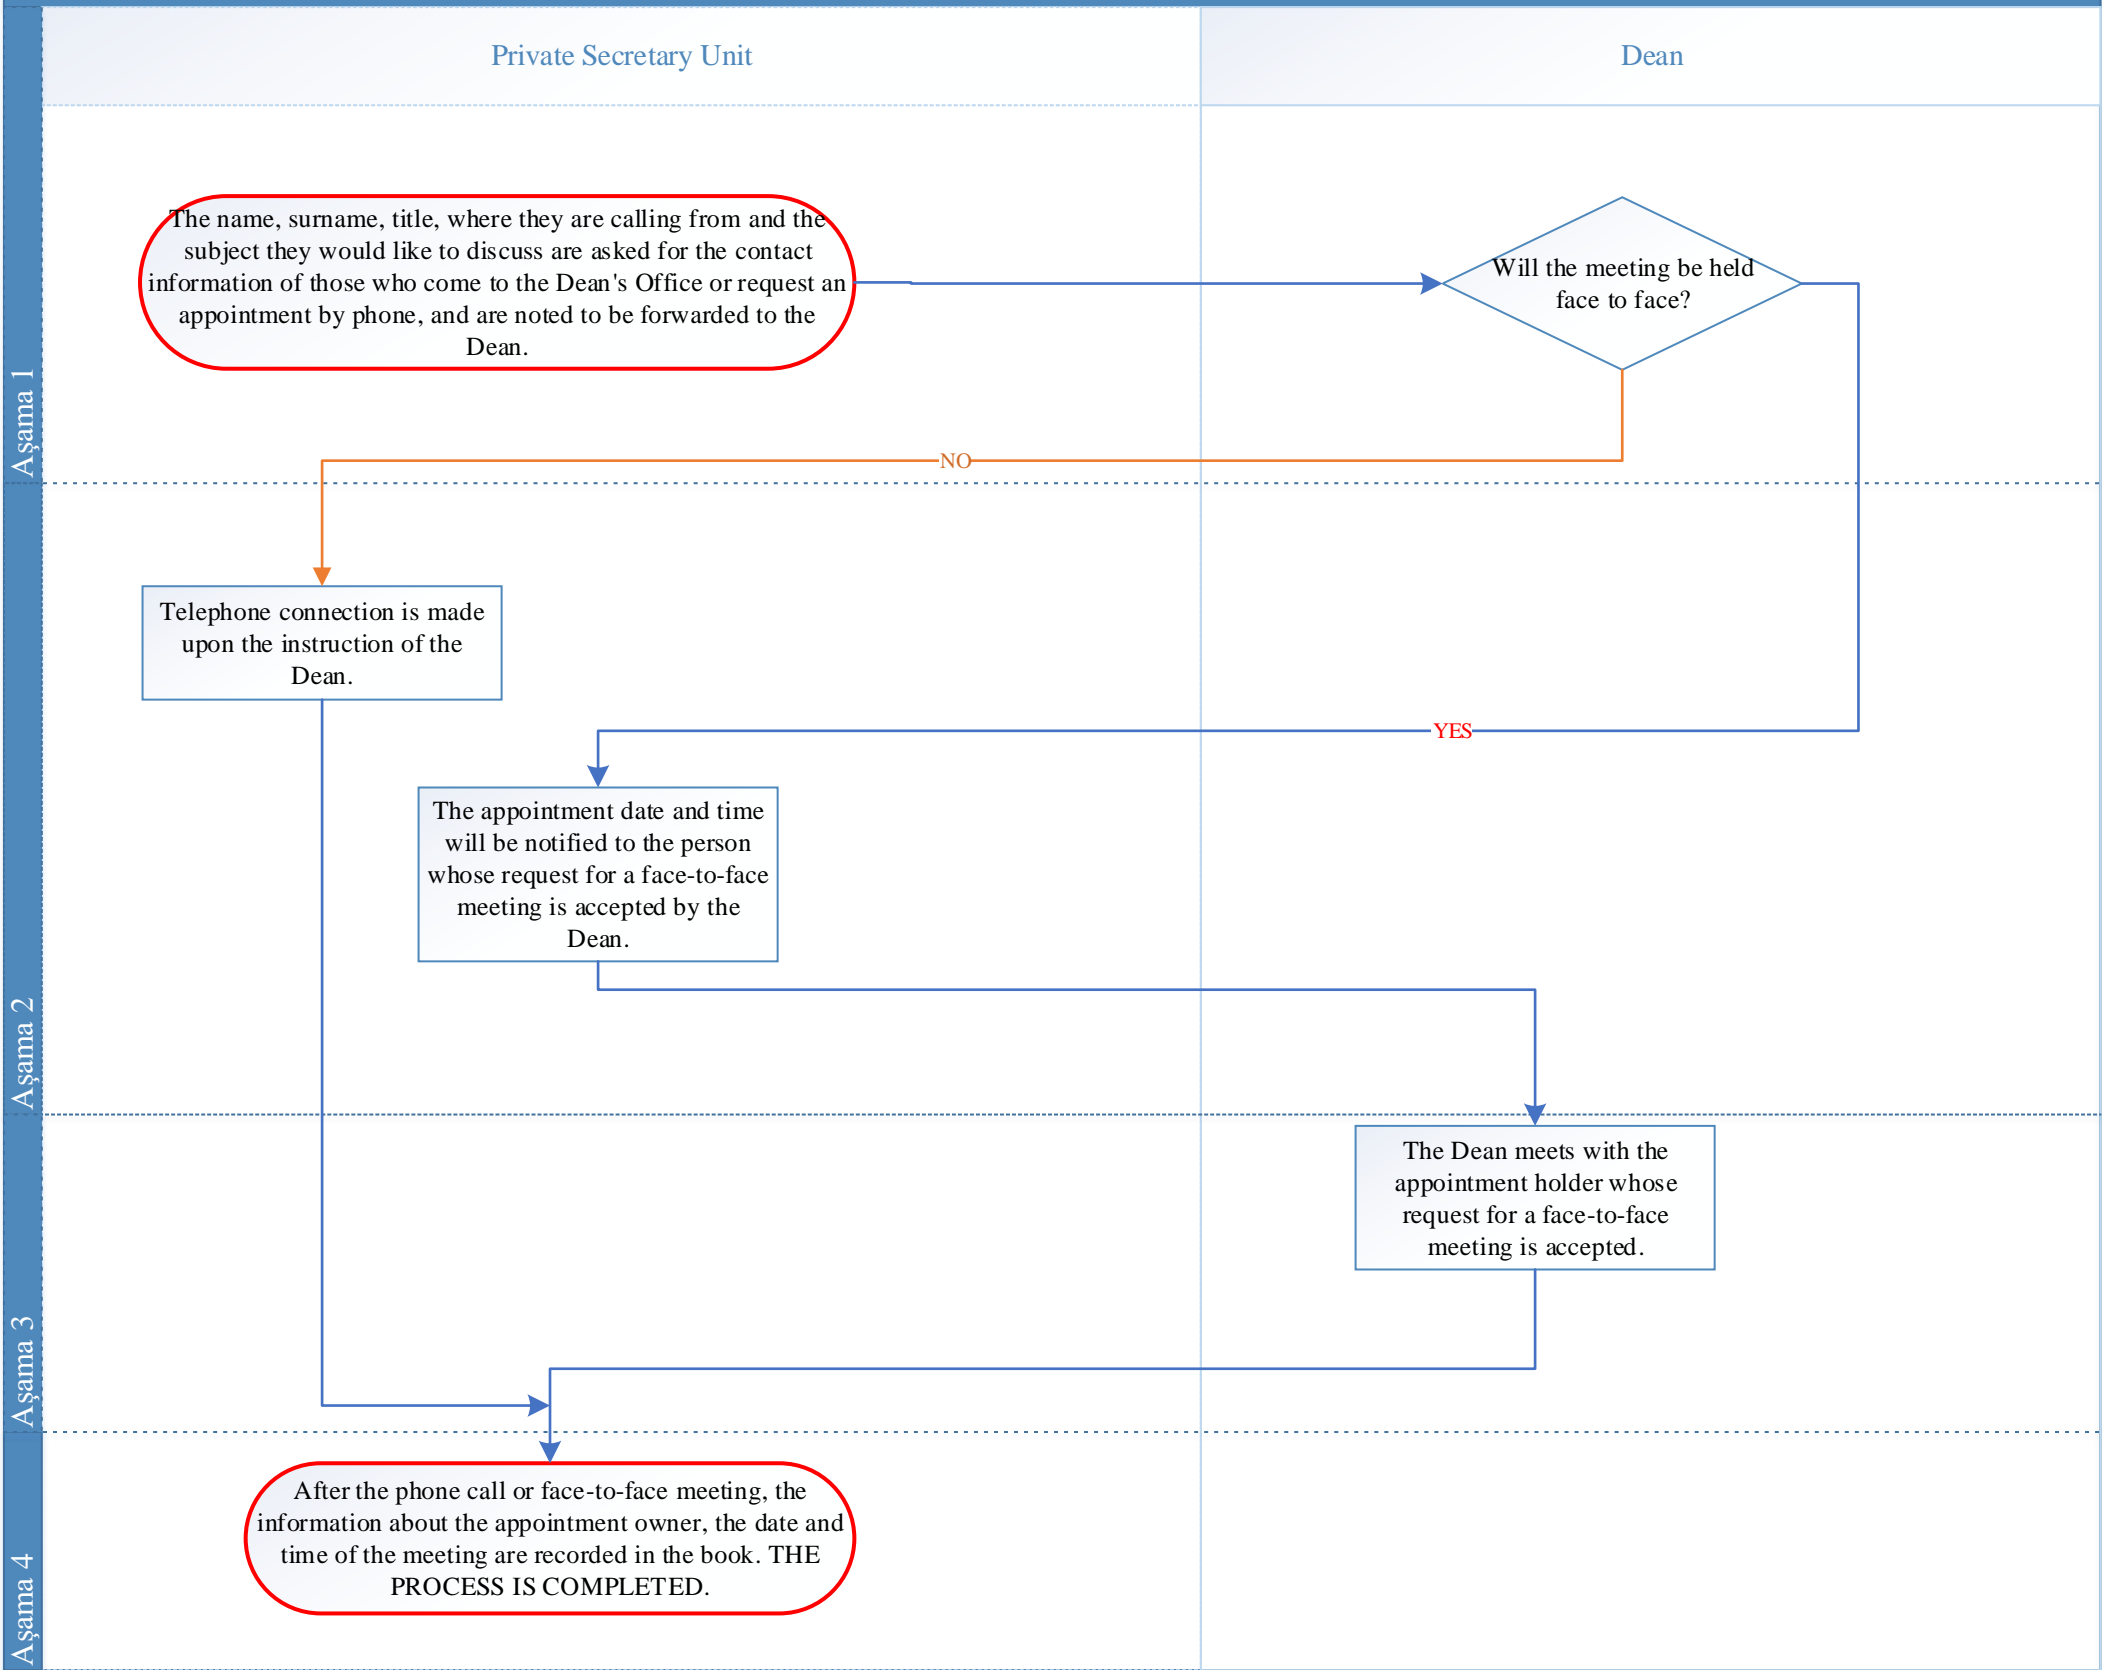 Private Secretary Unit
Dean
Aşama 1
The name, surname, title, where they are calling from and the
subject they would like to discuss are asked for the contact
information of those who come to the Dean's Office or request an
appointment by phone, and are noted to be forwarded to the
Dean.
Will the meeting be held
face to face?
NO
Aşama 2
Telephone connection is made
upon the instruction of the
Dean.
YES
The appointment date and time
will be notified to the person
whose request for a face-to-face
meeting is accepted by the
Dean.
Aşama 3
The Dean meets with the
appointment holder whose
request for a face-to-face
meeting is accepted.
Aşama 4
After the phone call or face-to-face meeting, the
information about the appointment owner, the date and
time of the meeting are recorded in the book. THE
PROCESS IS COMPLETED.